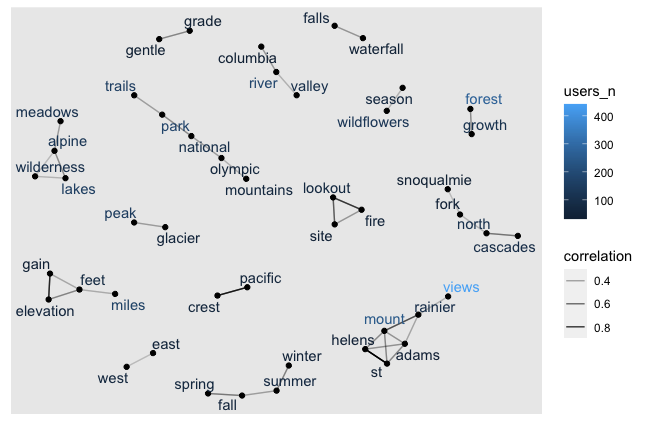 grade
gentle
falls
waterfall
columbia
river
valley
trails
park
national
olympic
mountains
season
wildflowers
forest
growth
meadows
alpine
wilderness
lakes
lookout
fire
site
snoqualmie
fork
north
cascades
peak
glacier
gain
feet
elevation
miles
pacific
crest
views
rainier
mount
helens
adams
st
east
west
winter
spring
summer
fall
users_n
400
300
200
100
correlation
0.4
0.6
0.8